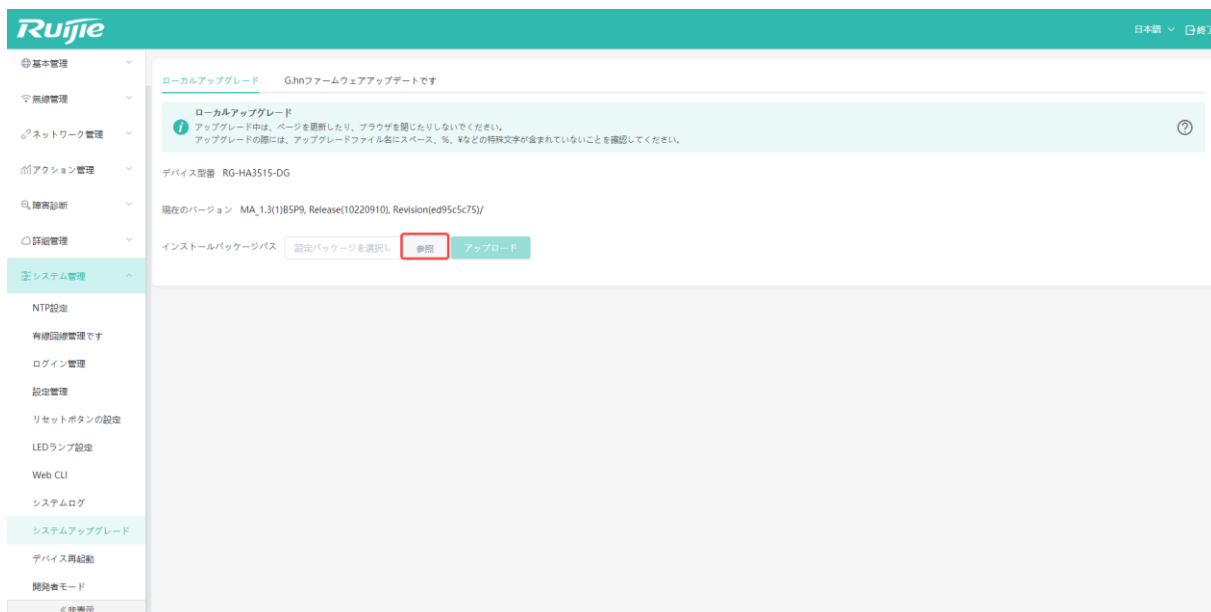 Ruijie
日本語
終了
基本管理
無線管理
ネットワーク管理
アクション管理
障害診断
詳細管理
システム管理
NTP設定
有線回線管理です
ログイン管理
設定管理
リセットボタンの設定
LEDランプ設定
Web CLI
システムログ
システムアップグレード
デバイス再起動
開発者モード
≪非表示
ローカルアップグレード
G.hnファームウェアアップデートです
ローカルアップグレード
アップグレード中は、ページを更新したり、ブラウザを閉じたりしないでください。
アップグレードの際には、アップグレードファイル名にスペース、%、¥などの特殊文字が含まれていないことを確認してください。
デバイス型番 RG-HA3515-DG
現在のバージョン MA_1.3(1)B5P9, Release(10220910), Revision(ed95c5c75)/
インストールパッケージパス 設定パッケージを選択し 参照 アップロード